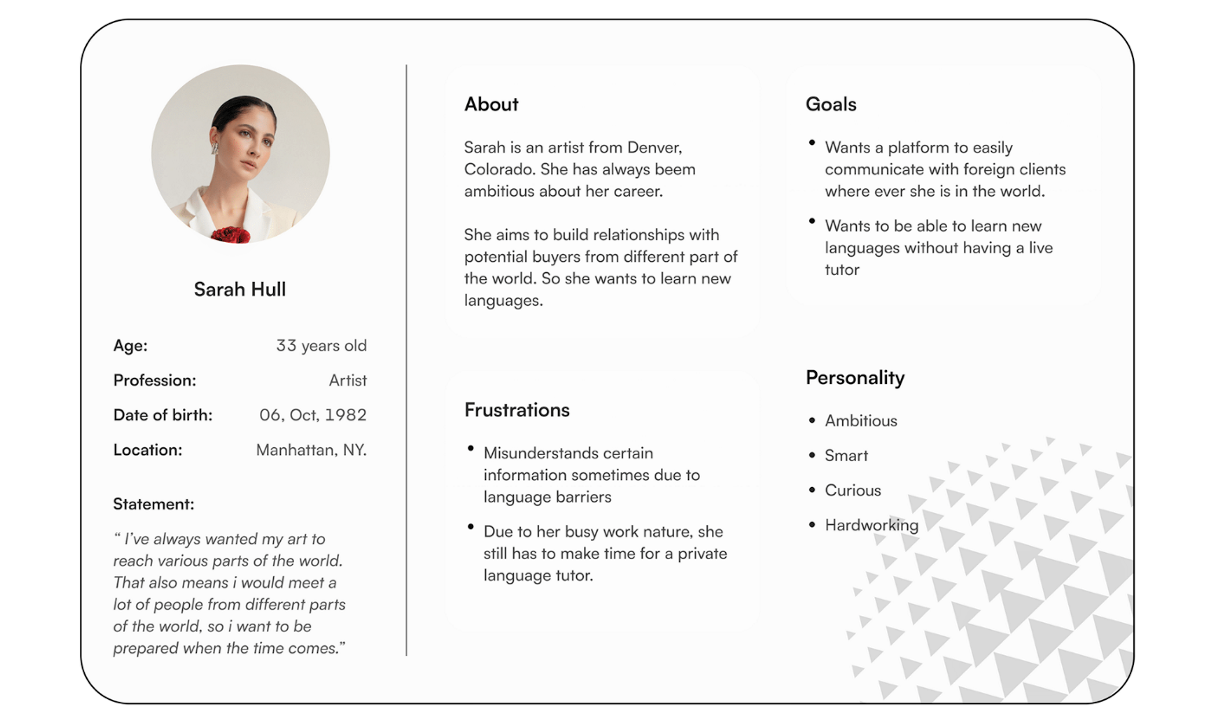 Sarah Hull
Age: 33 years old
Profession: Artist
Date of birth: 06, Oct, 1982
Location: Manhattan, NY.
Statement:
“ I’ve always wanted my art to
reach various parts of the world.
That also means i would meet a
lot of people from different parts
of the world, so i want to be
prepared when the time comes.”
About
Sarah is an artist from Denver,
Colorado. She has always beem
ambitious about her career.
She aims to build relationships with
potential buyers from different part of
the world. So she wants to learn new
languages.
Frustrations
• Misunderstands certain
information sometimes due to
language barriers
• Due to her busy work nature, she
still has to make time for a private
language tutor.
Goals
• Wants a platform to easily
communicate with foreign clients
where ever she is in the world.
• Wants to be able to learn new
languages without having a live
tutor
Personality
• Ambitious
• Smart
• Curious
• Hardworking